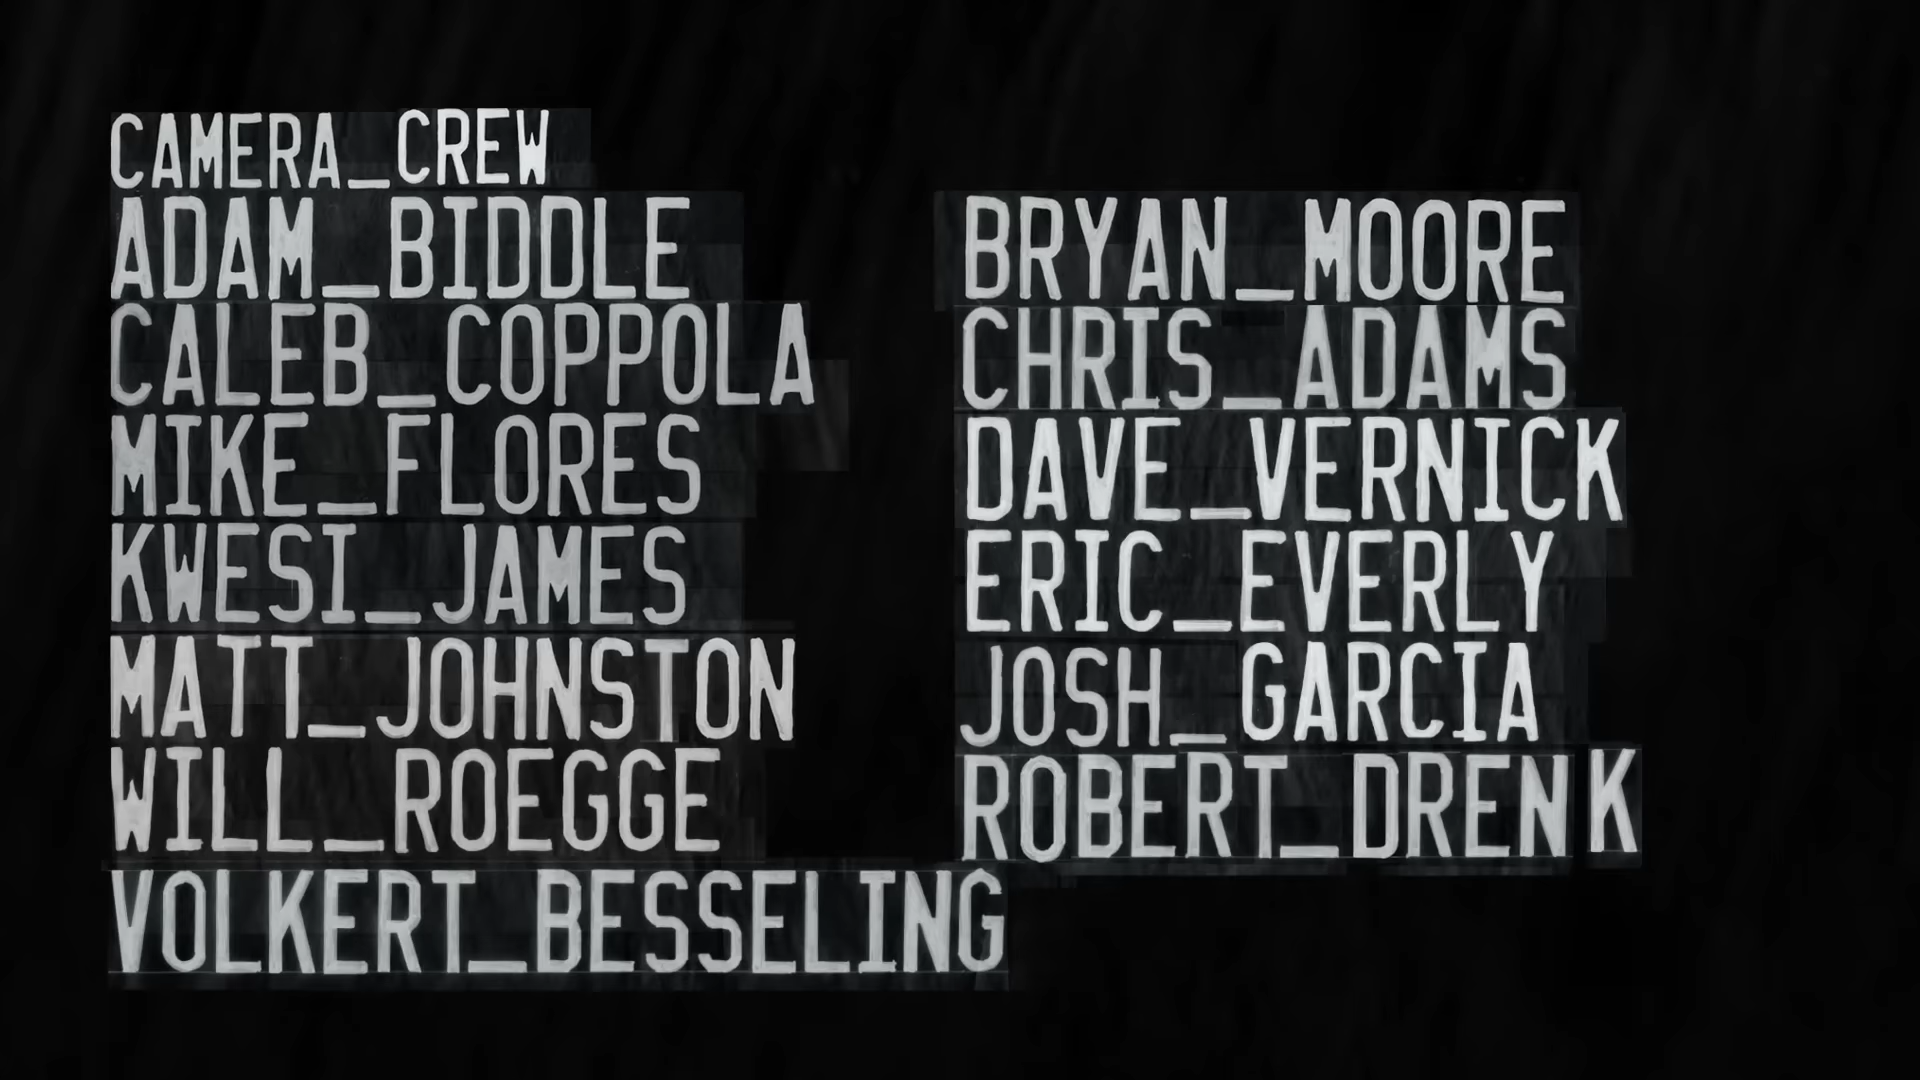 CAMERA_CREW
ADAM_BIDDLE
CALEB_COPPOLA
MIKE_FLORES
KWESI_JAMES
MATT_JOHNSTON
WILL_ROEGGE
VOLKERT_BESSELING
BRYAN_MOORE
CHRIS_ADAMS
DAVE_VERNICK
ERIC_EVERLY
JOSH_GARCIA
ROBERT_DRENK